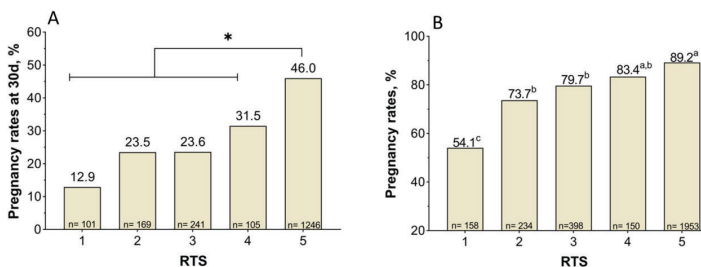 A
Pregnancy rates at 30d, %
60
50
40
30
20
10
0
*
12.9
23.5
23.6
31.5
46.0
n= 101
n= 169
n= 241
n= 105
n= 1246
1 2 3 4 5
RTS
B
Pregnancy rates, %
100
80
60
40
20
54.1c
73.7b
79.7b
83.4a,b
89.2a
n= 158
n= 234
n=398
n= 150
n= 1953
1 2 3 4 5
RTS